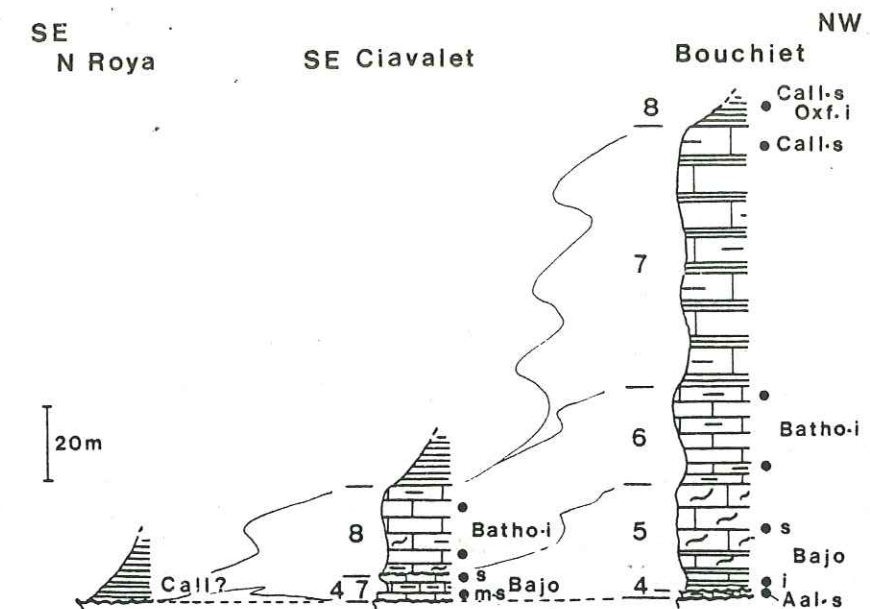 SE
NW
N Roya
SE Ciavalet
Bouchiet
8
Call.s
Oxf.i
Call.s
7
20m
6
Batho.i
8
Batho.i
5
s
Bajo
Call?
4 7
s
m-s
Bajo
4
i
Aal.s